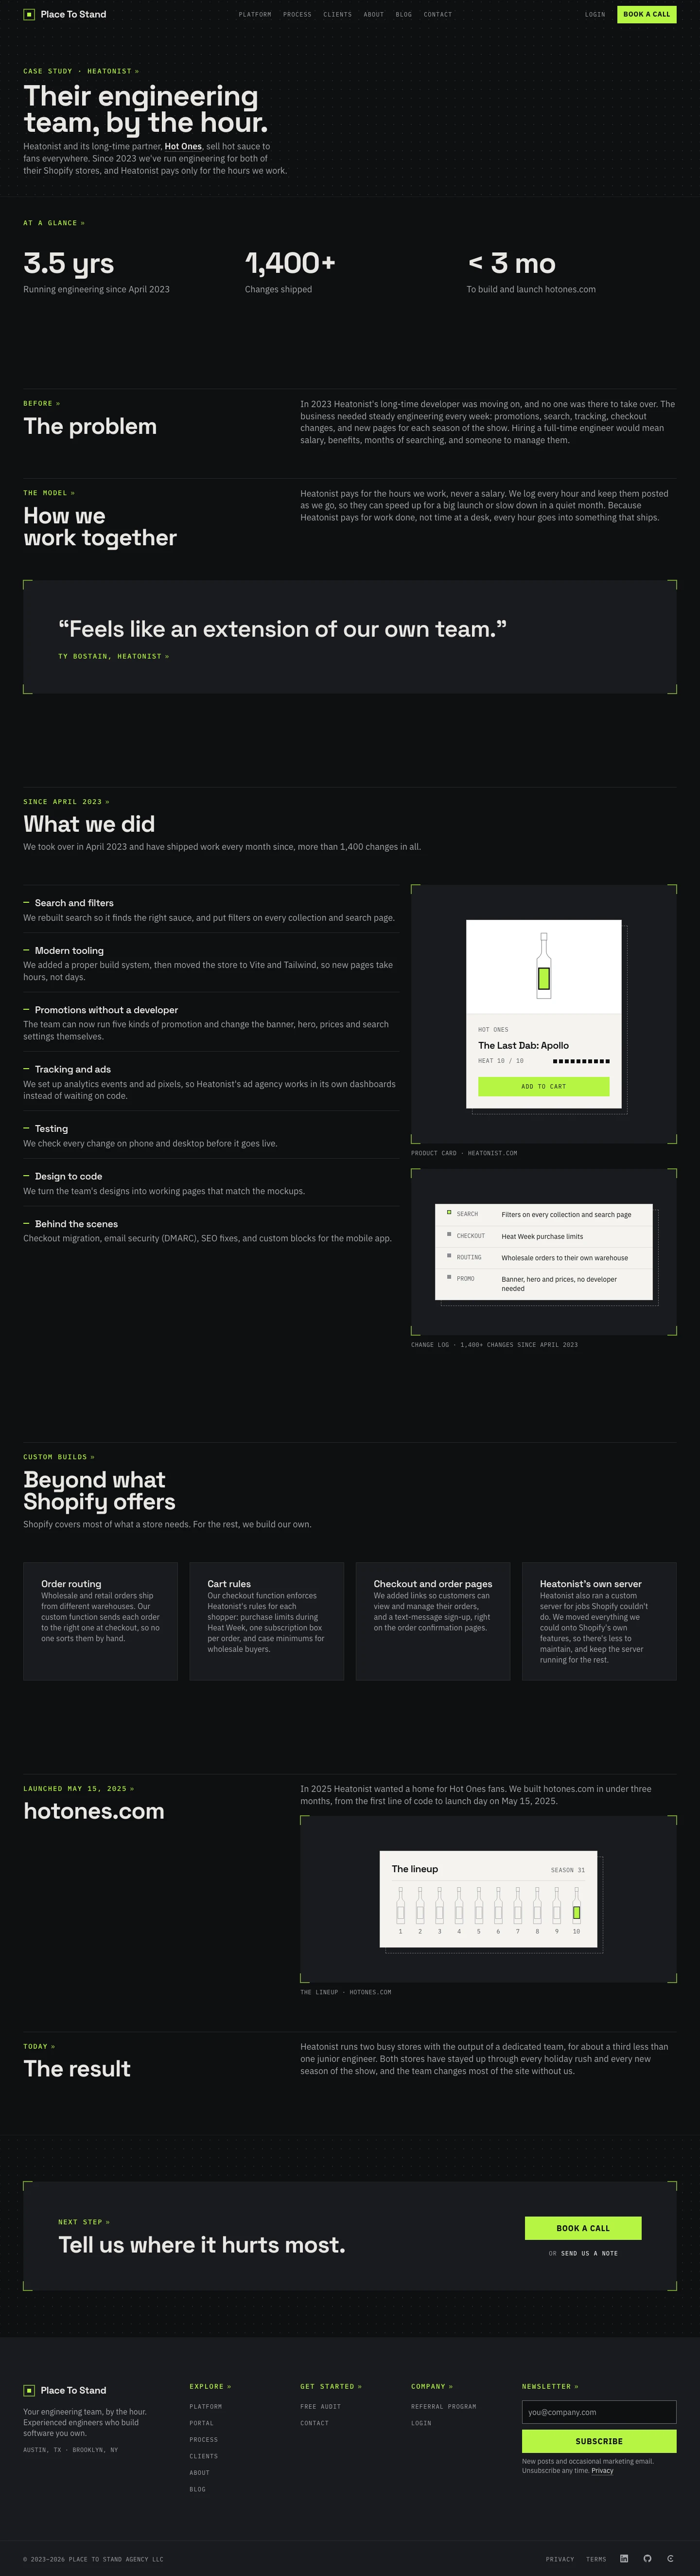 Place To Stand
PLATFORM PROCESS CLIENTS ABOUT BLOG CONTACT
LOGIN BOOK A CALL
CASE STUDY · HEATONIST »
Their engineering
team, by the hour.
Heatonist and its long-time partner, Hot Ones, sell hot sauce to
fans everywhere. Since 2023 we've run engineering for both of
their Shopify stores, and Heatonist pays only for the hours we work.
AT A GLANCE »
3.5 yrs
Running engineering since April 2023
1,400+
Changes shipped
< 3 mo
To build and launch hotones.com
BEFORE »
The problem
In 2023 Heatonist's long-time developer was moving on, and no one was there to take over. The
business needed steady engineering every week: promotions, search, tracking, checkout
changes, and new pages for each season of the show. Hiring a full-time engineer would mean
salary, benefits, months of searching, and someone to manage them.
THE MODEL »
How we
work together
Heatonist pays for the hours we work, never a salary. We log every hour and keep them posted
as we go, so they can speed up for a big launch or slow down in a quiet month. Because
Heatonist pays for work done, not time at a desk, every hour goes into something that ships.
“Feels like an extension of our own team.”
TY BOSTAIN, HEATONIST »
SINCE APRIL 2023 »
What we did
We took over in April 2023 and have shipped work every month since, more than 1,400 changes in all.
Search and filters
We rebuilt search so it finds the right sauce, and put filters on every collection and search page.
Modern tooling
We added a proper build system, then moved the store to Vite and Tailwind, so new pages take
hours, not days.
Promotions without a developer
The team can now run five kinds of promotion and change the banner, hero, prices and search
settings themselves.
Tracking and ads
We set up analytics events and ad pixels, so Heatonist's ad agency works in its own dashboards
instead of waiting on code.
Testing
We check every change on phone and desktop before it goes live.
Design to code
We turn the team's designs into working pages that match the mockups.
Behind the scenes
Checkout migration, email security (DMARC), SEO fixes, and custom blocks for the mobile app.
HOT ONES
The Last Dab: Apollo
HEAT 10 / 10
ADD TO CART
PRODUCT CARD · HEATONIST.COM
SEARCH Filters on every collection and search page
CHECKOUT Heat Week purchase limits
ROUTING Wholesale orders to their own warehouse
PROMO Banner, hero and prices, no developer
needed
CHANGE LOG · 1,400+ CHANGES SINCE APRIL 2023
CUSTOM BUILDS »
Beyond what
Shopify offers
Shopify covers most of what a store needs. For the rest, we build our own.
Order routing
Wholesale and retail orders ship
from different warehouses. Our
custom function sends each order
to the right one at checkout, so no
one sorts them by hand.
Cart rules
Our checkout function enforces
Heatonist's rules for each
shopper: purchase limits during
Heat Week, one subscription box
per order, and case minimums for
wholesale buyers.
Checkout and order pages
We added links so customers can
view and manage their orders,
and a text-message sign-up, right
on the order confirmation pages.
Heatonist's own server
Heatonist also ran a custom
server for jobs Shopify couldn't
do. We moved everything we
could onto Shopify's own
features, so there's less to
maintain, and keep the server
running for the rest.
LAUNCHED MAY 15, 2025 »
hotones.com
In 2025 Heatonist wanted a home for Hot Ones fans. We built hotones.com in under three
months, from the first line of code to launch day on May 15, 2025.
The lineup SEASON 31
1 2 3 4 5 6 7 8 9 10
THE LINEUP · HOTONES.COM
TODAY »
The result
Heatonist runs two busy stores with the output of a dedicated team, for about a third less than
one junior engineer. Both stores have stayed up through every holiday rush and every new
season of the show, and the team changes most of the site without us.
NEXT STEP »
Tell us where it hurts most.
BOOK A CALL
OR SEND US A NOTE
Place To Stand
Your engineering team, by the hour.
Experienced engineers who build
software you own.
AUSTIN, TX · BROOKLYN, NY
EXPLORE »
PLATFORM
PORTAL
PROCESS
CLIENTS
ABOUT
BLOG
GET STARTED »
FREE AUDIT
CONTACT
COMPANY »
REFERRAL PROGRAM
LOGIN
NEWSLETTER »
you@company.com
SUBSCRIBE
New posts and occasional marketing email.
Unsubscribe any time. Privacy
© 2023–2026 PLACE TO STAND AGENCY LLC
PRIVACY TERMS